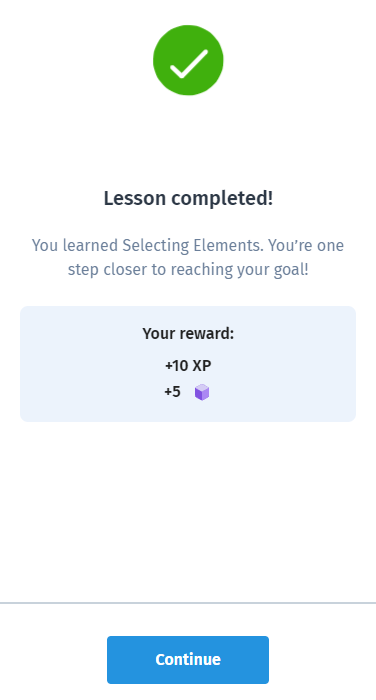 Lesson completed!
You learned Selecting Elements. You’re one
step closer to reaching your goal!
Your reward:
+10 XP
+5
Continue